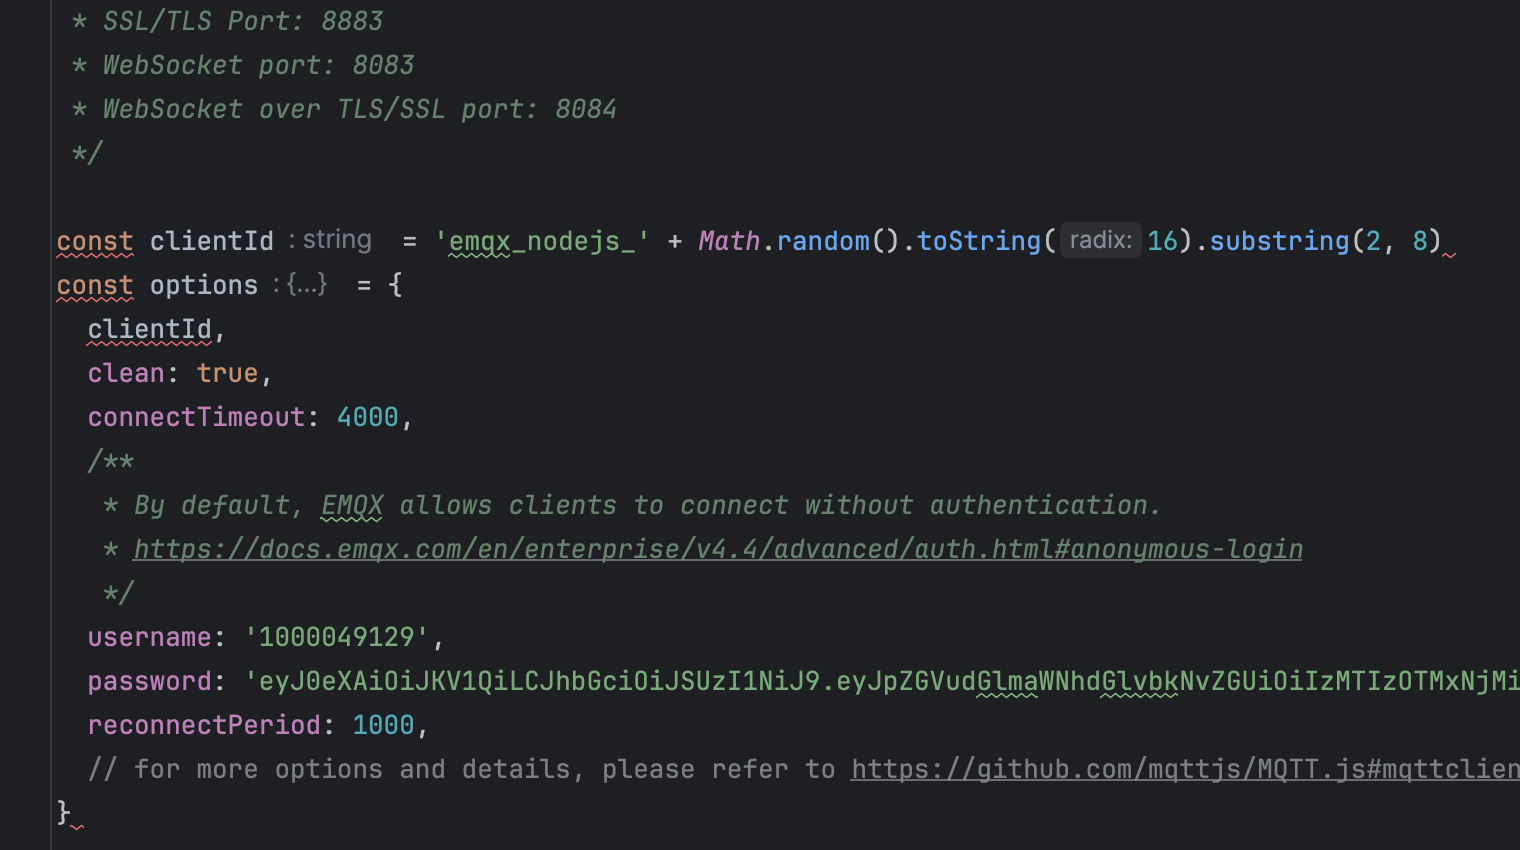 * SSL/TLS Port: 8883
* WebSocket port: 8083
* WebSocket over TLS/SSL port: 8084
*/
const clientId : string = 'emqx_nodejs_' + Math.random().toString( radix: 16).substring(2, 8)
const options : {...} = {
clientId,
clean: true,
connectTimeout: 4000,
/**
* By default, EMQX allows clients to connect without authentication.
* https://docs.emqx.com/en/enterprise/v4.4/advanced/auth.html#anonymous-login
*/
username: '1000049129',
password: 'eyJ0eXAiOiJKV1QiLCJhbGciOiJSUzI1NiJ9.eyJpZGVudGlmaWNhdGlvbkNvZGUiOiIzMTIzOTMxNjMi
reconnectPeriod: 1000,
// for more options and details, please refer to https://github.com/mqttjs/MQTT.js#mqttclien
}